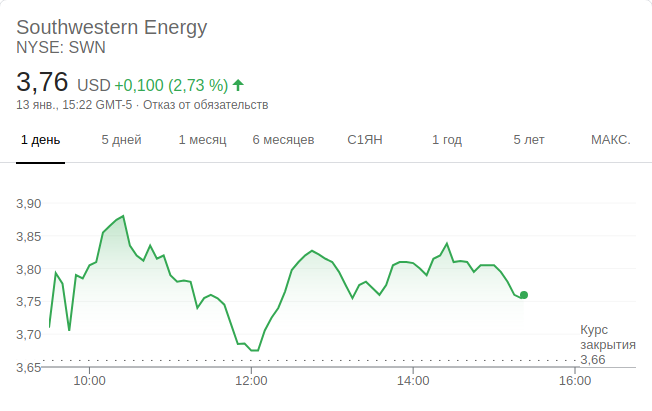 Southwestern Energy
NYSE: SWN
3,76 USD +0,100 (2,73 %)
13 янв., 15:22 GMT-5 · Отказ от обязательств
1 день 5 дней 1 месяц 6 месяцев С1ЯН 1 год 5 лет МАКС.
3,90
3,85
3,80
3,75
3,70
3,65
Курс
закрытия
3,66
10:00 12:00 14:00 16:00